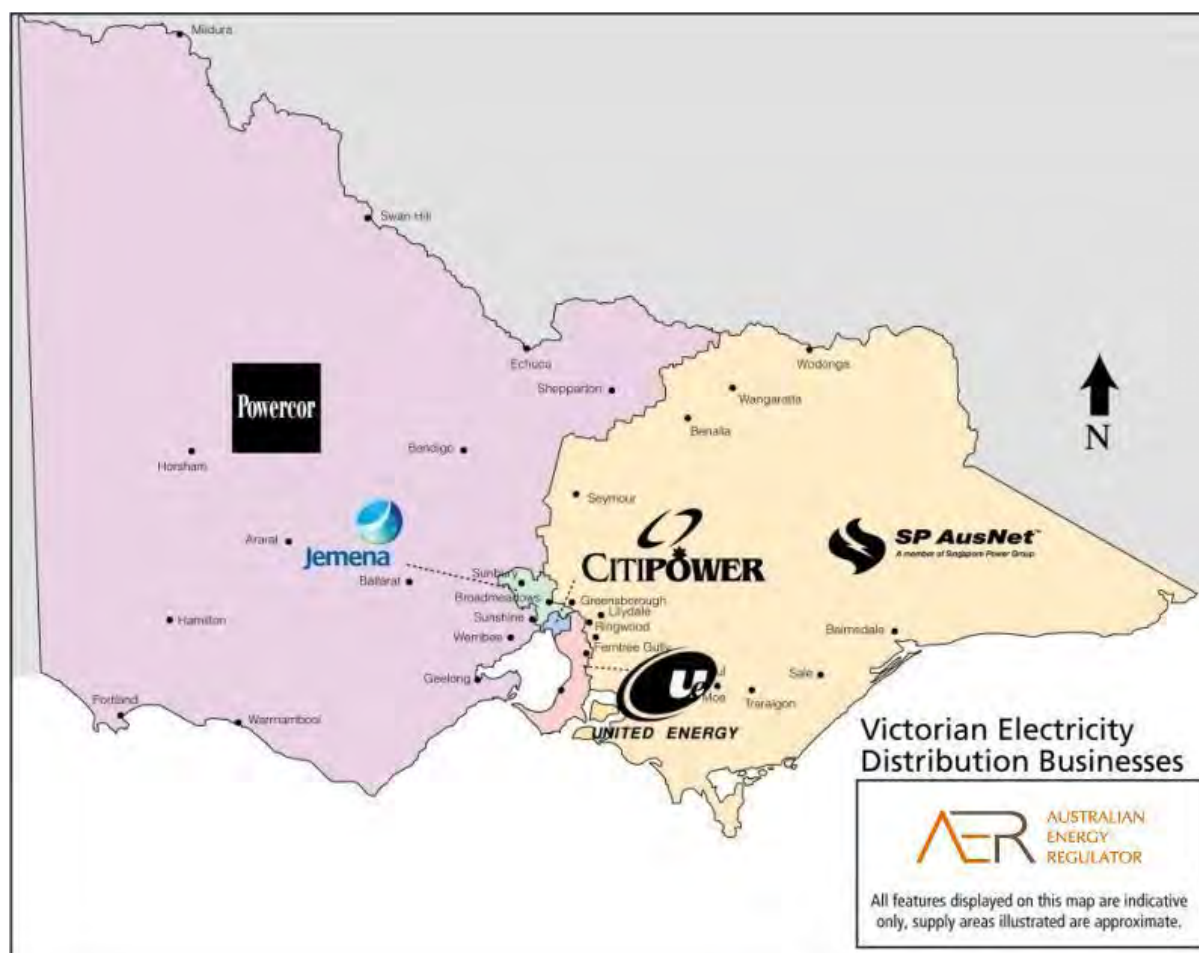 Mildura
Swan Hill
Echuca
Wodonga
Shepparton
Wangaratta
Powercor
Benalla
N
Horsham
Bendigo
Seymour
Jemena
CITIPOWER
SP AusNet™
A member of Singapore Power Group
Ararat
Ballarat
Sunbury
Broadmeadows
Greensborough
Lilydale
Hamilton
Sunshine
Ringwood
Bairnsdale
Werribee
Ferntree Gully
Geelong
Ue
Moe
Sale
Traralgon
Portland
Warrnambool
UNITED ENERGY
Victorian Electricity
Distribution Businesses
AER
AUSTRALIAN
ENERGY
REGULATOR
All features displayed on this map are indicative
only, supply areas illustrated are approximate.